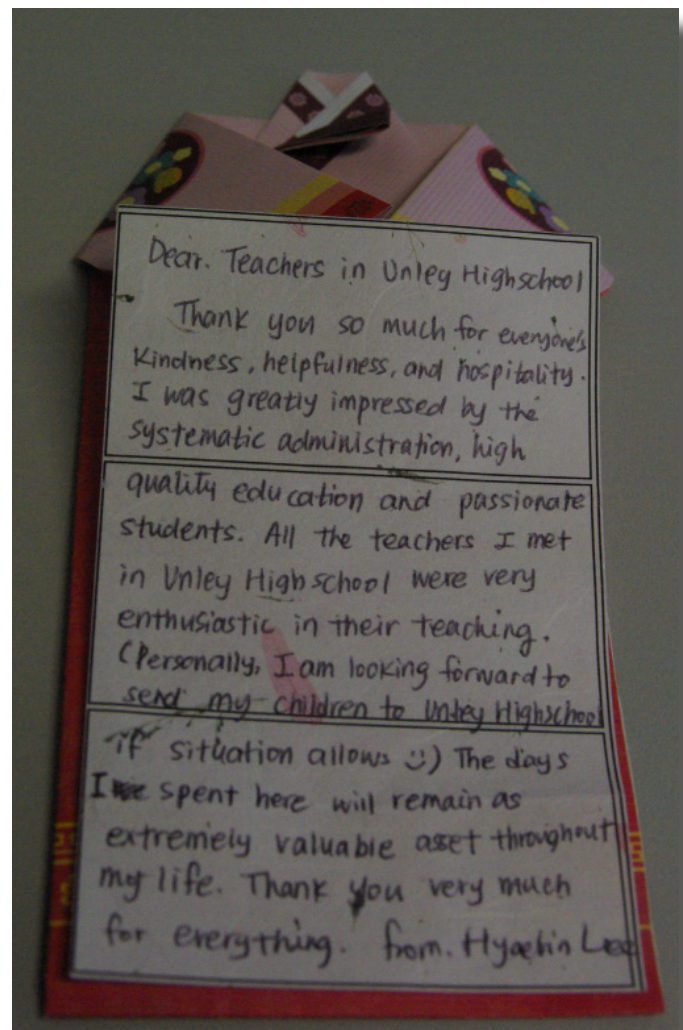 Dear. Teachers in Unley Highschool
Thank you so much for everyone's
kindness, helpfulness, and hospitality.
I was greatly impressed by the
systematic administration, high
quality education and passionate
students. All the teachers I met
in Unley High school were very
enthusiastic in their teaching.
(Personally, I am looking forward to
send my children to Unley Highschool
if situation allows :)) The days
I've spent here will remain as
extremely valuable asset throughout
my life. Thank you very much
for everything. from. Lee